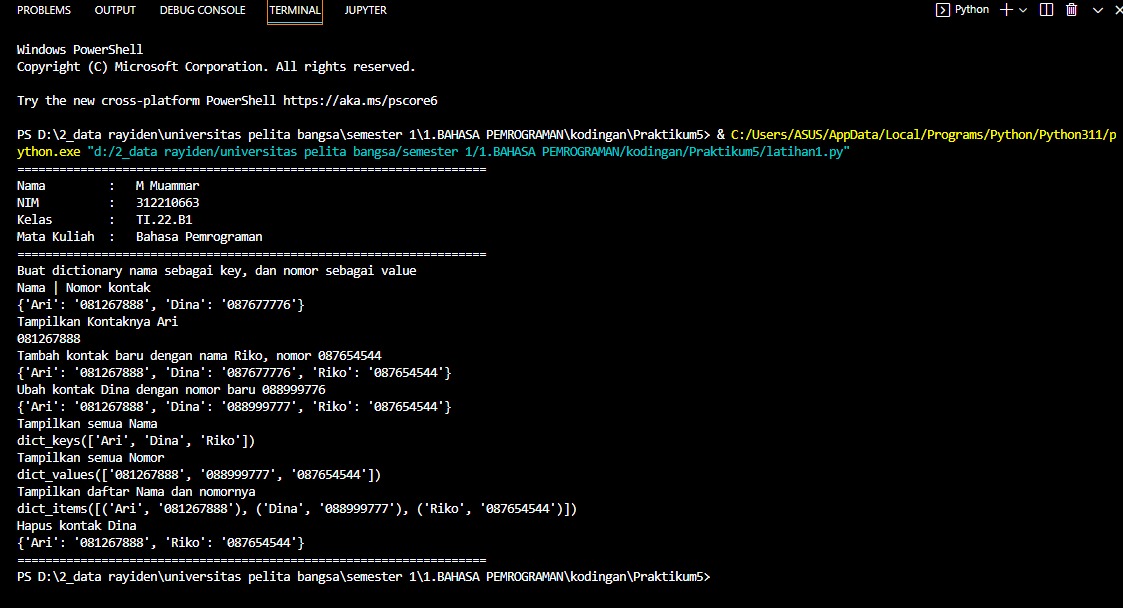 PROBLEMS OUTPUT DEBUG CONSOLE TERMINAL JUPYTER Python
Windows PowerShell
Copyright (C) Microsoft Corporation. All rights reserved.
Try the new cross-platform PowerShell https://aka.ms/pscore6
PS D:\2_data rayiden\universitas pelita bangsa\semester 1\1.BAHASA PEMROGRAMAN\kodingan\Praktikum5> & C:/Users/ASUS/AppData/Local/Programs/Python/Python311/p
ython.exe "d:/2_data rayiden/universitas pelita bangsa/semester 1/1.BAHASA PEMROGRAMAN/kodingan/Praktikum5/latihan1.py"
===================================================================
Nama : M Muammar
NIM : 312210663
Kelas : TI.22.B1
Mata Kuliah : Bahasa Pemrograman
===================================================================
Buat dictionary nama sebagai key, dan nomor sebagai value
Nama | Nomor kontak
{'Ari': '081267888', 'Dina': '087677776'}
Tampilkan Kontaknya Ari
081267888
Tambah kontak baru dengan nama Riko, nomor 087654544
{'Ari': '081267888', 'Dina': '087677776', 'Riko': '087654544'}
Ubah kontak Dina dengan nomor baru 088999776
{'Ari': '081267888', 'Dina': '088999777', 'Riko': '087654544'}
Tampilkan semua Nama
dict_keys(['Ari', 'Dina', 'Riko'])
Tampilkan semua Nomor
dict_values(['081267888', '088999777', '087654544'])
Tampilkan daftar Nama dan nomornya
dict_items([('Ari', '081267888'), ('Dina', '088999777'), ('Riko', '087654544')])
Hapus kontak Dina
{'Ari': '081267888', 'Riko': '087654544'}
===================================================================
PS D:\2_data rayiden\universitas pelita bangsa\semester 1\1.BAHASA PEMROGRAMAN\kodingan\Praktikum5>